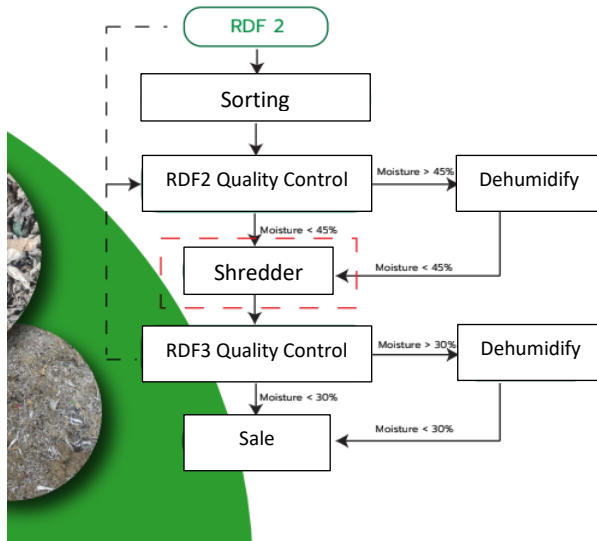 RDF 2
Sorting
RDF2 Quality Control
Moisture > 45%
Dehumidify
Moisture < 45%
Moisture < 45%
Shredder
RDF3 Quality Control
Moisture > 30%
Dehumidify
Moisture < 30%
Sale
Moisture < 30%